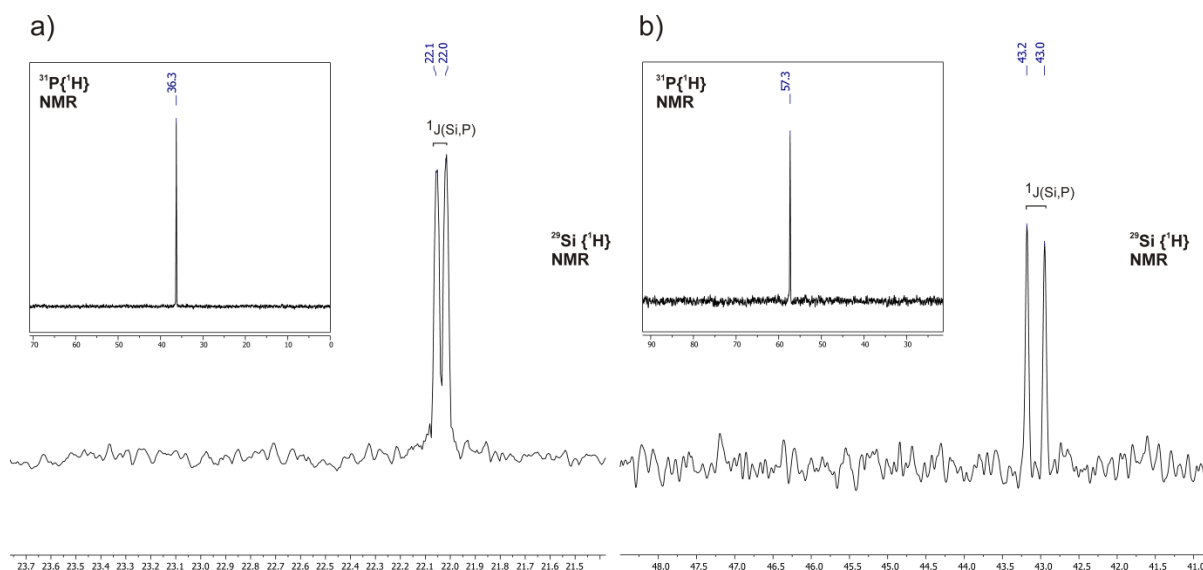 a)
22.1
22.0
³¹P{¹H}
NMR
36.3
¹J(Si,P)
²⁹Si {¹H}
NMR
70 60 50 40 30 20 10 0
23.7 23.6 23.5 23.4 23.3 23.2 23.1 23.0 22.9 22.8 22.7 22.6 22.5 22.4 22.3 22.2 22.1 22.0 21.9 21.8 21.7 21.6 21.5
b)
43.2
43.0
³¹P{¹H}
NMR
57.3
¹J(Si,P)
²⁹Si {¹H}
NMR
90 80 70 60 50 40 30
48.0 47.5 47.0 46.5 46.0 45.5 45.0 44.5 44.0 43.5 43.0 42.5 42.0 41.5 41.0